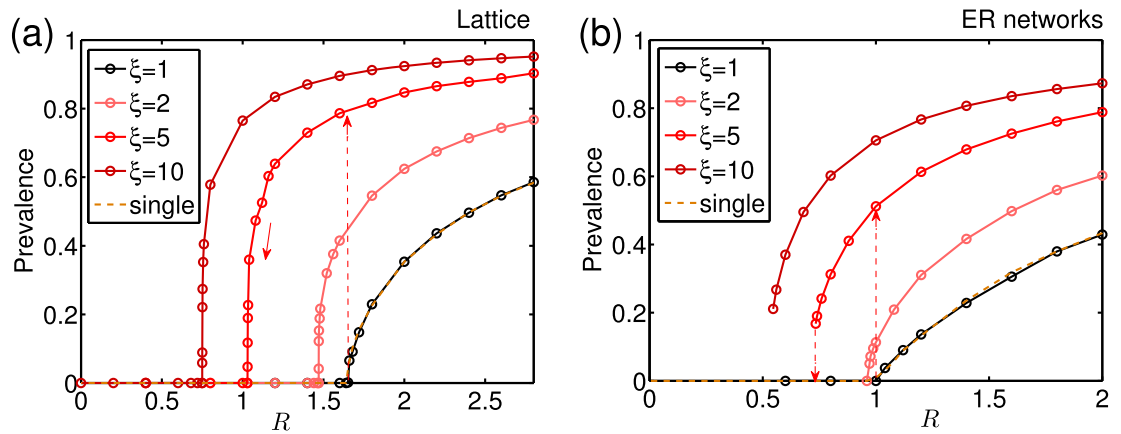 (a)
Lattice
1
0.8
0.6
0.4
0.2
0
Prevalence
ξ=1
ξ=2
ξ=5
ξ=10
single
0
0.5
1
1.5
2
2.5
R
(b)
ER networks
1
0.8
0.6
0.4
0.2
0
Prevalence
ξ=1
ξ=2
ξ=5
ξ=10
single
0
0.5
1
1.5
2
R